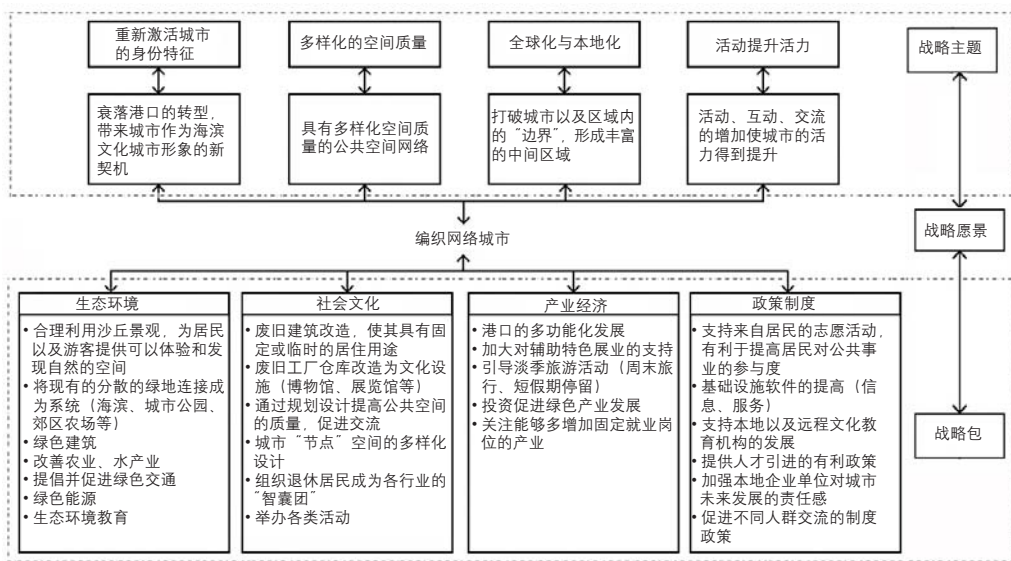 重新激活城市
的身份特征
多样化的空间质量
全球化与本地化
活动提升活力
战略主题
衰落港口的转型，
带来城市作为海滨
文化城市形象的新
契机
具有多样化空间质
量的公共空间网络
打破城市以及区域内
的“边界”，形成丰富
的中间区域
活动、互动、交流
的增加使城市的活
力得到提升
编织网络城市
战略愿景
生态环境
• 合理利用沙丘景观，为居民
以及游客提供可以体验和发
现自然的空间
• 将现有的分散的绿地连接成
为系统（海滨、城市公园、
郊区农场等）
• 绿色建筑
• 改善农业、水产业
• 提倡并促进绿色交通
• 绿色能源
• 生态环境教育
社会文化
• 废旧建筑改造，使其具有固
定或临时的居住用途
• 废旧工厂仓库改造为文化设
施（博物馆、展览馆等）
• 通过规划设计提高公共空间
的质量，促进交流
• 城市“节点”空间的多样化
设计
• 组织退休居民成为各行业的
“智囊团”
• 举办各类活动
产业经济
• 港口的多功能化发展
• 加大对辅助特色展业的支持
• 引导淡季旅游活动（周末旅
行、短假期停留）
• 投资促进绿色产业发展
• 关注能够多增加固定就业岗
位的产业
政策制度
• 支持来自居民的志愿活动，
有利于提高居民对公共事
业的参与度
• 基础设施软件的提高（信
息、服务）
• 支持本地以及远程文化教
育机构的发展
• 提供人才引进的有利政策
• 加强本地企业单位对城市
未来发展的责任感
• 促进不同人群交流的制度
政策
战略包